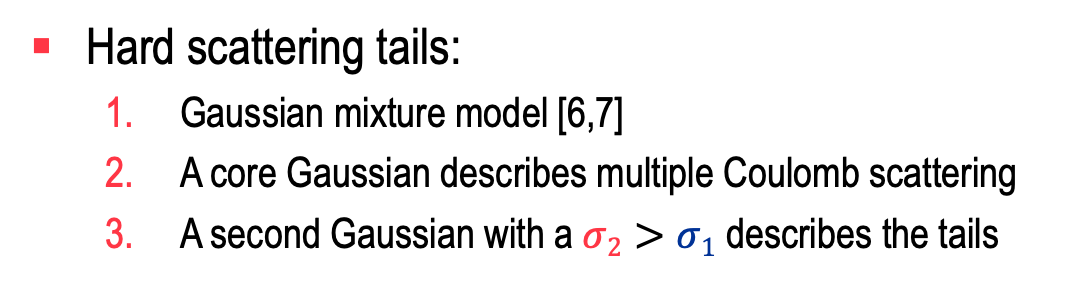 ▪ Hard scattering tails:
1. Gaussian mixture model [6,7]
2. A core Gaussian describes multiple Coulomb scattering
3. A second Gaussian with a σ₂ > σ₁ describes the tails